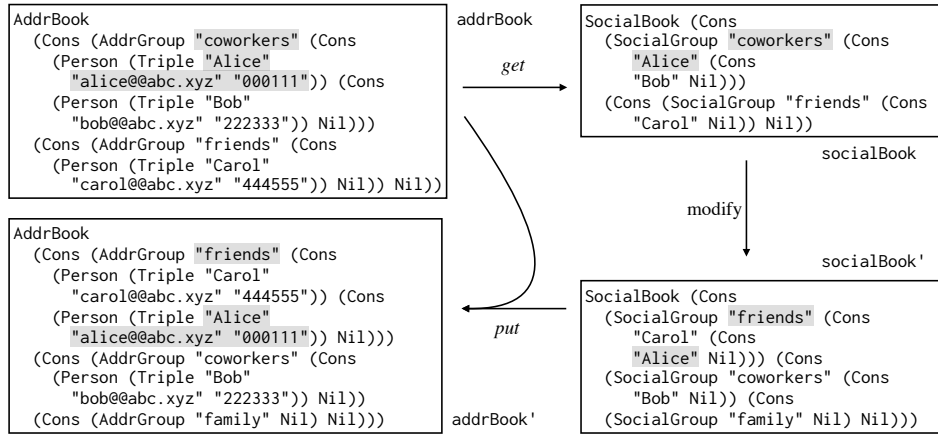 AddrBook
(Cons (AddrGroup "coworkers" (Cons
(Person (Triple "Alice"
"alice@@abc.xyz" "000111")) (Cons
(Person (Triple "Bob"
"bob@@abc.xyz" "222333")) Nil)))
(Cons (AddrGroup "friends" (Cons
(Person (Triple "Carol"
"carol@@abc.xyz" "444555")) Nil)) Nil))
addrBook
get
SocialBook (Cons
(SocialGroup "coworkers" (Cons
"Alice" (Cons
"Bob" Nil)))
(Cons (SocialGroup "friends" (Cons
"Carol" Nil)) Nil))
socialBook
modify
socialBook'
AddrBook
(Cons (AddrGroup "friends" (Cons
(Person (Triple "Carol"
"carol@@abc.xyz" "444555")) (Cons
(Person (Triple "Alice"
"alice@@abc.xyz" "000111")) Nil)))
(Cons (AddrGroup "coworkers" (Cons
(Person (Triple "Bob"
"bob@@abc.xyz" "222333")) Nil))
(Cons (AddrGroup "family" Nil) Nil)))
addrBook'
put
SocialBook (Cons
(SocialGroup "friends" (Cons
"Carol" (Cons
"Alice" Nil))) (Cons
(SocialGroup "coworkers" (Cons
"Bob" Nil)) (Cons
(SocialGroup "family" Nil) Nil)))